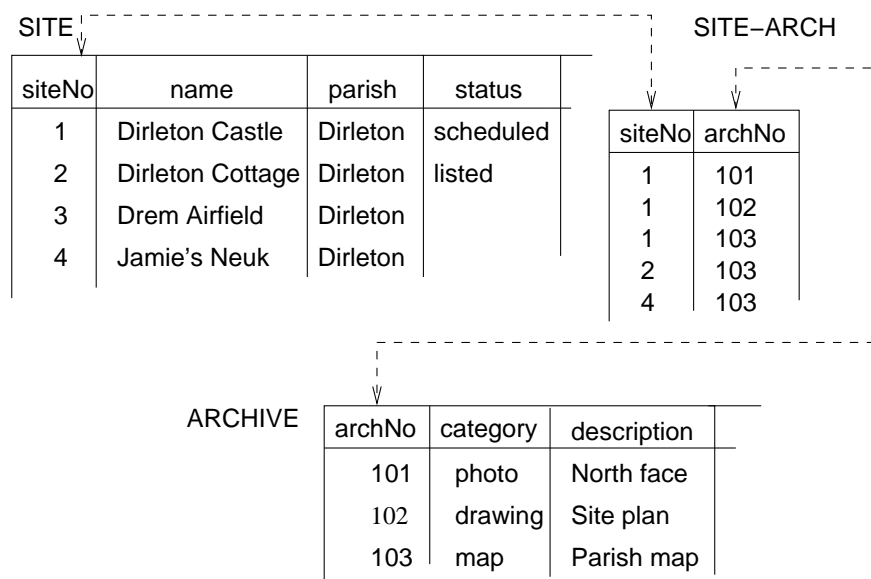 SITE
siteNo name parish status
1 Dirleton Castle Dirleton scheduled
2 Dirleton Cottage Dirleton listed
3 Drem Airfield Dirleton
4 Jamie's Neuk Dirleton
SITE–ARCH
siteNo archNo
1 101
1 102
1 103
2 103
4 103
ARCHIVE
archNo category description
101 photo North face
102 drawing Site plan
103 map Parish map